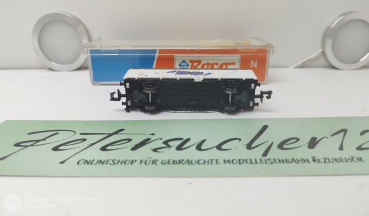 Roco
N
Petersucher12
ONLINESHOP FÜR GEBRAUCHTE MODELLEISENBAHN & ZUBEHÖR